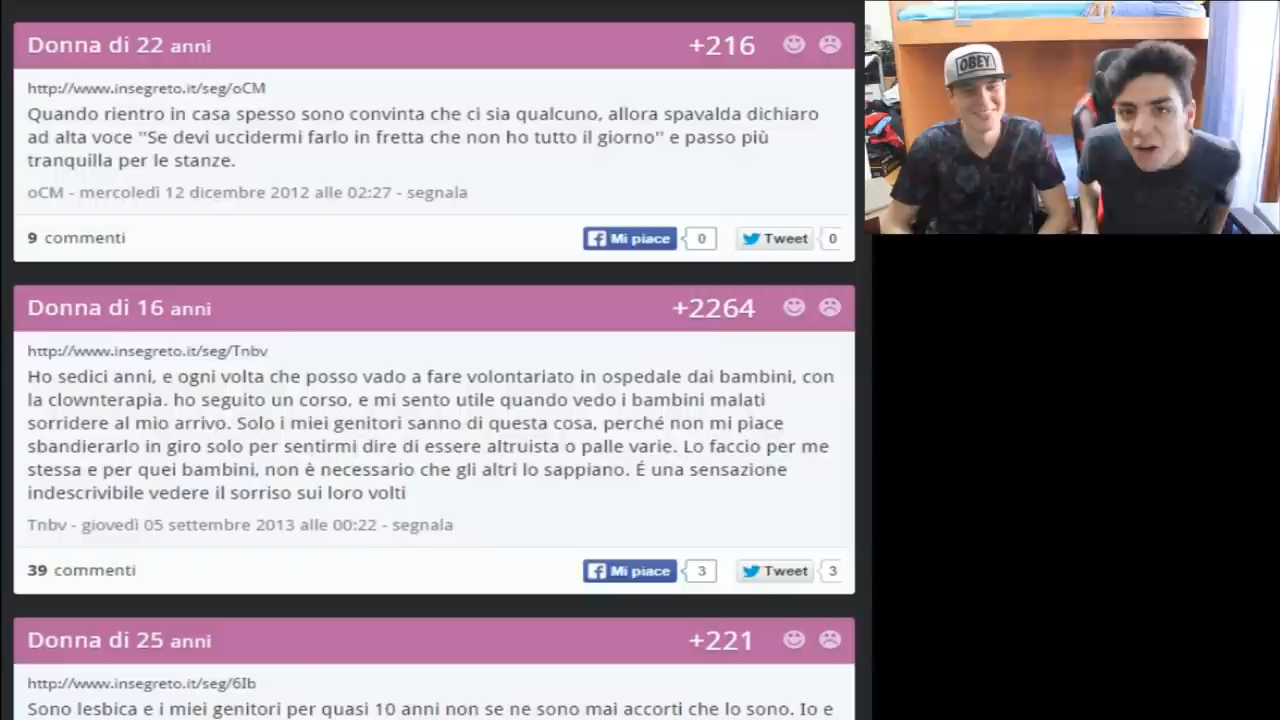 Donna di 22 anni +216
http://www.insegreto.it/seg/oCM
Quando rientro in casa spesso sono convinta che ci sia qualcuno, allora spavalda dichiaro
ad alta voce "Se devi uccidermi farlo in fretta che non ho tutto il giorno" e passo più
tranquilla per le stanze.
oCM - mercoledì 12 dicembre 2012 alle 02:27 - segnala
9 commenti Mi piace 0 Tweet 0
Donna di 16 anni +2264
http://www.insegreto.it/seg/Tnbv
Ho sedici anni, e ogni volta che posso vado a fare volontariato in ospedale dai bambini, con
la clownterapia. ho seguito un corso, e mi sento utile quando vedo i bambini malati
sorridere al mio arrivo. Solo i miei genitori sanno di questa cosa, perché non mi piace
sbandierarlo in giro solo per sentirmi dire di essere altruista o palle varie. Lo faccio per me
stessa e per quei bambini, non è necessario che gli altri lo sappiano. É una sensazione
indescrivibile vedere il sorriso sui loro volti
Tnbv - giovedì 05 settembre 2013 alle 00:22 - segnala
39 commenti Mi piace 3 Tweet 3
Donna di 25 anni +221
http://www.insegreto.it/seg/6Ib
Sono lesbica e i miei genitori per quasi 10 anni non se ne sono mai accorti che lo sono. Io e
OBEY